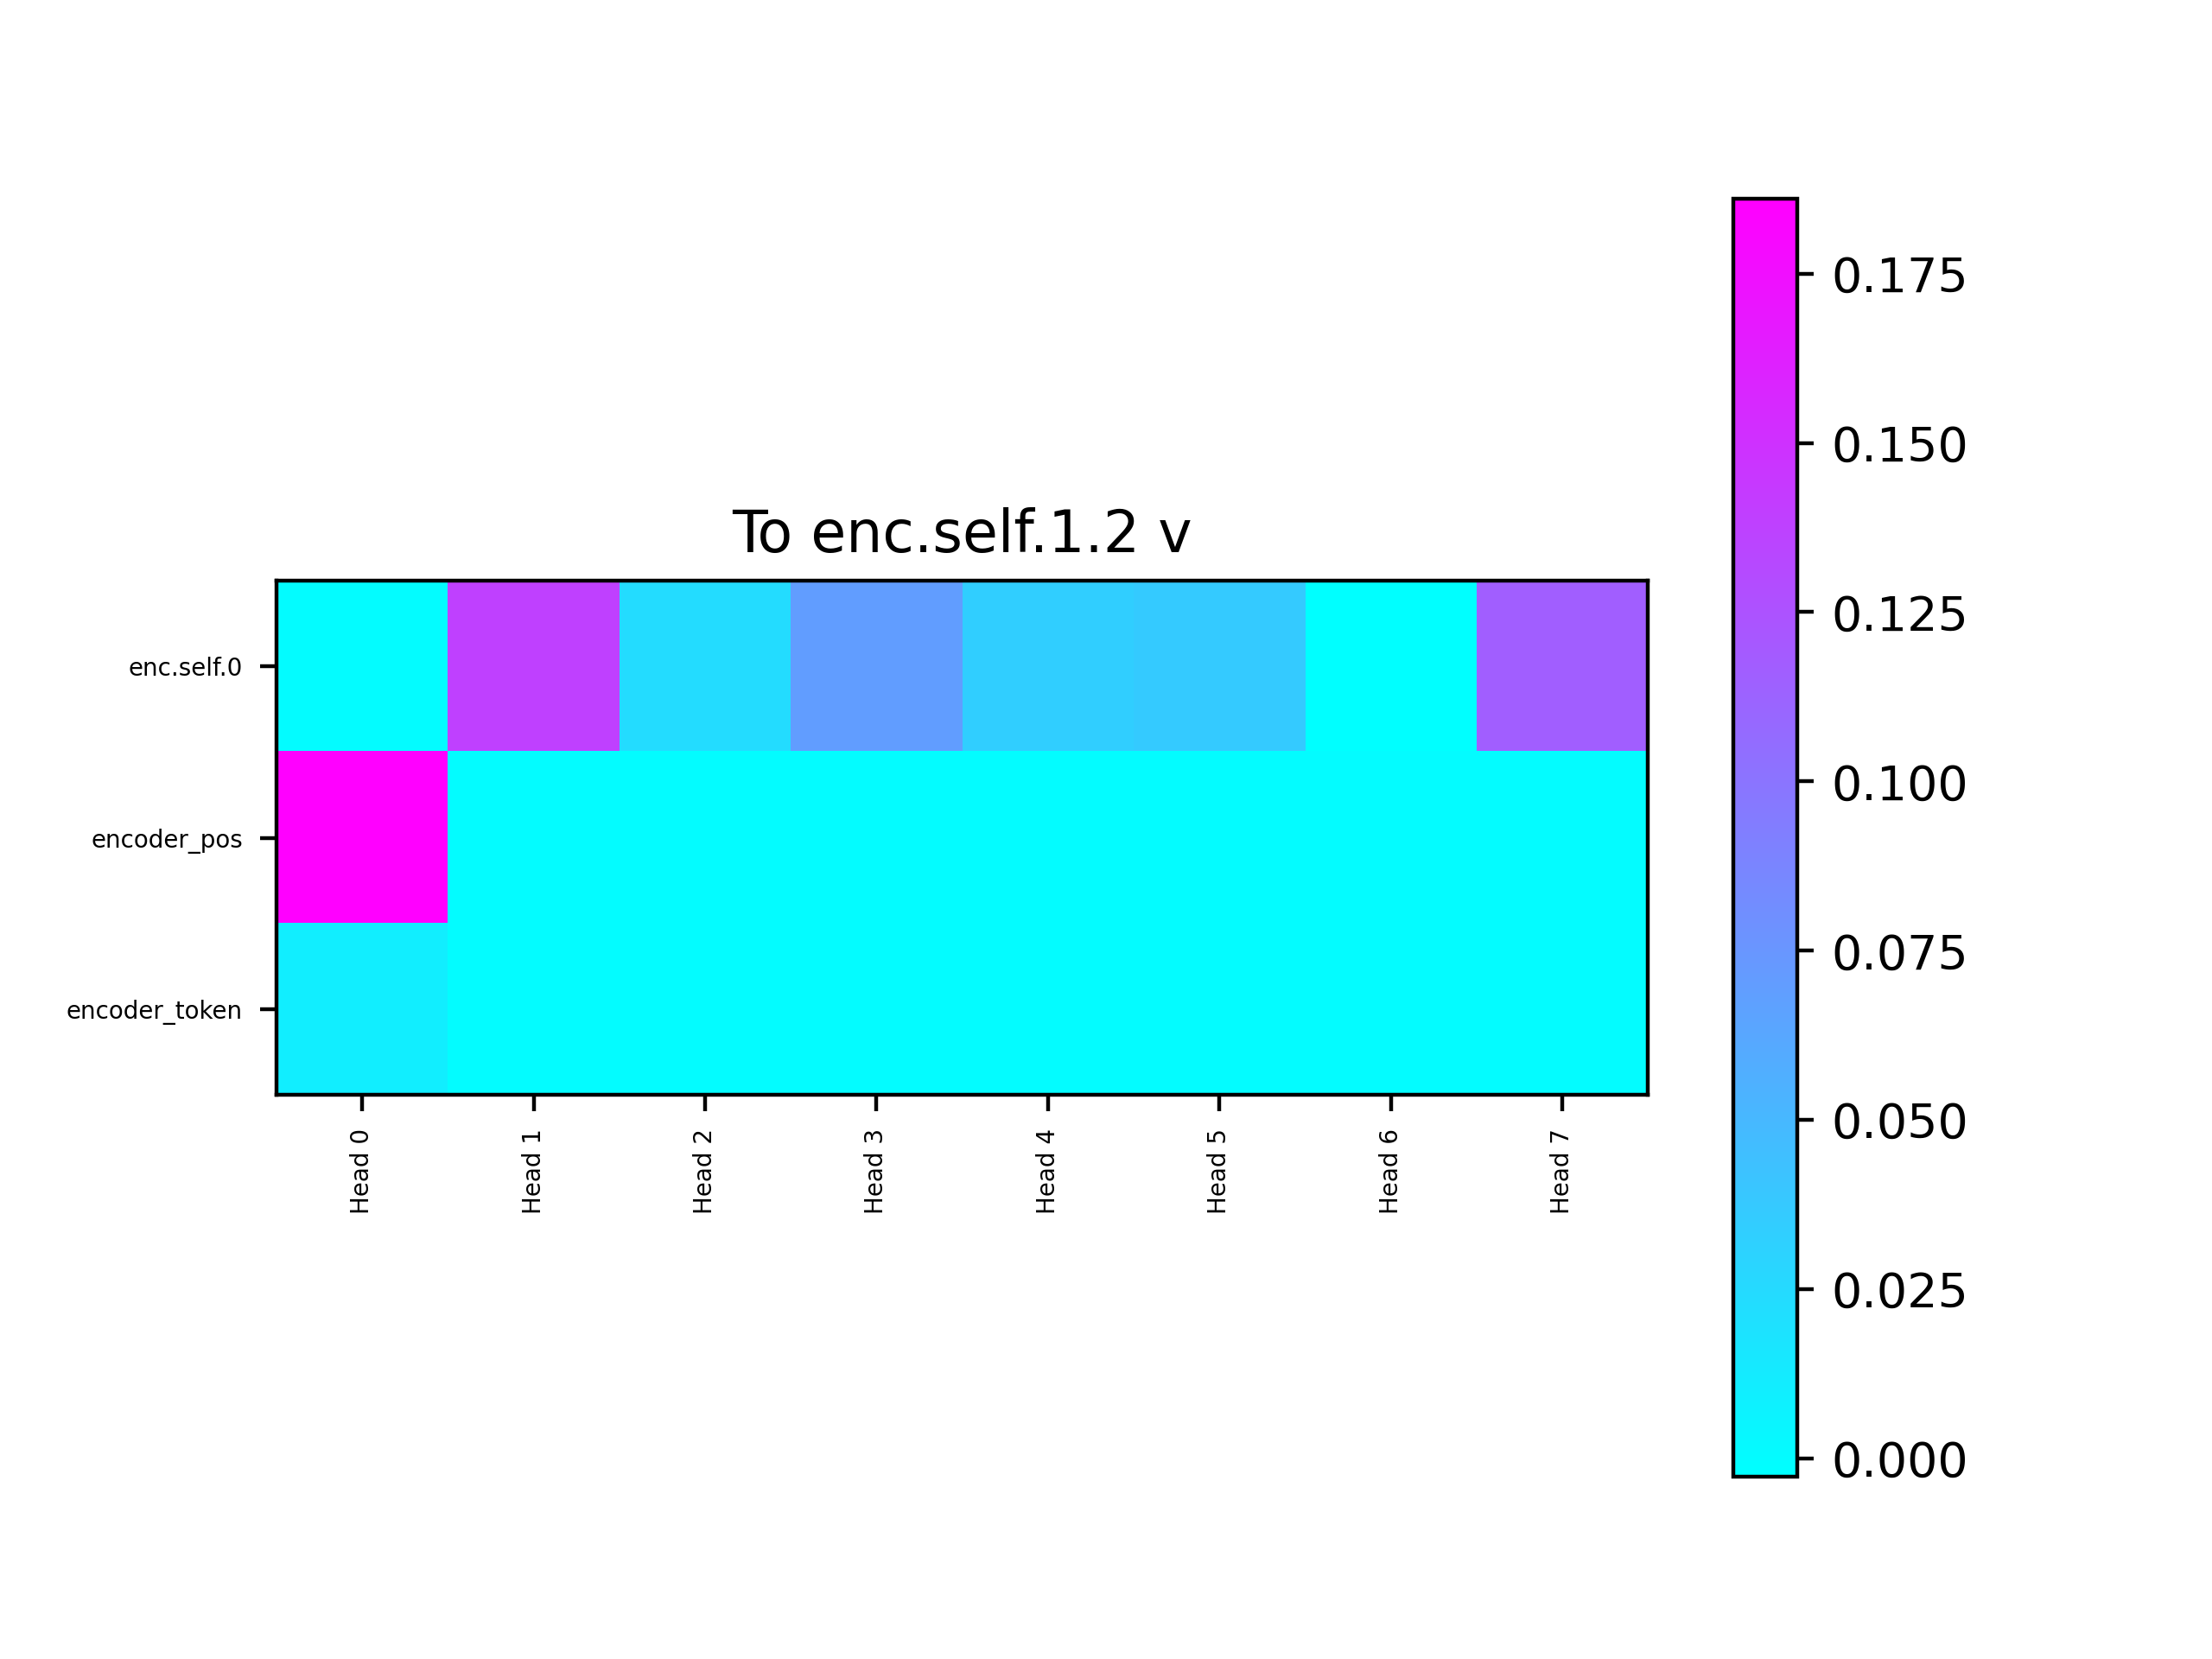 To enc.self.1.2 v
enc.self.0
encoder_pos
encoder_token
Head 0
Head 1
Head 2
Head 3
Head 4
Head 5
Head 6
Head 7
0.175
0.150
0.125
0.100
0.075
0.050
0.025
0.000